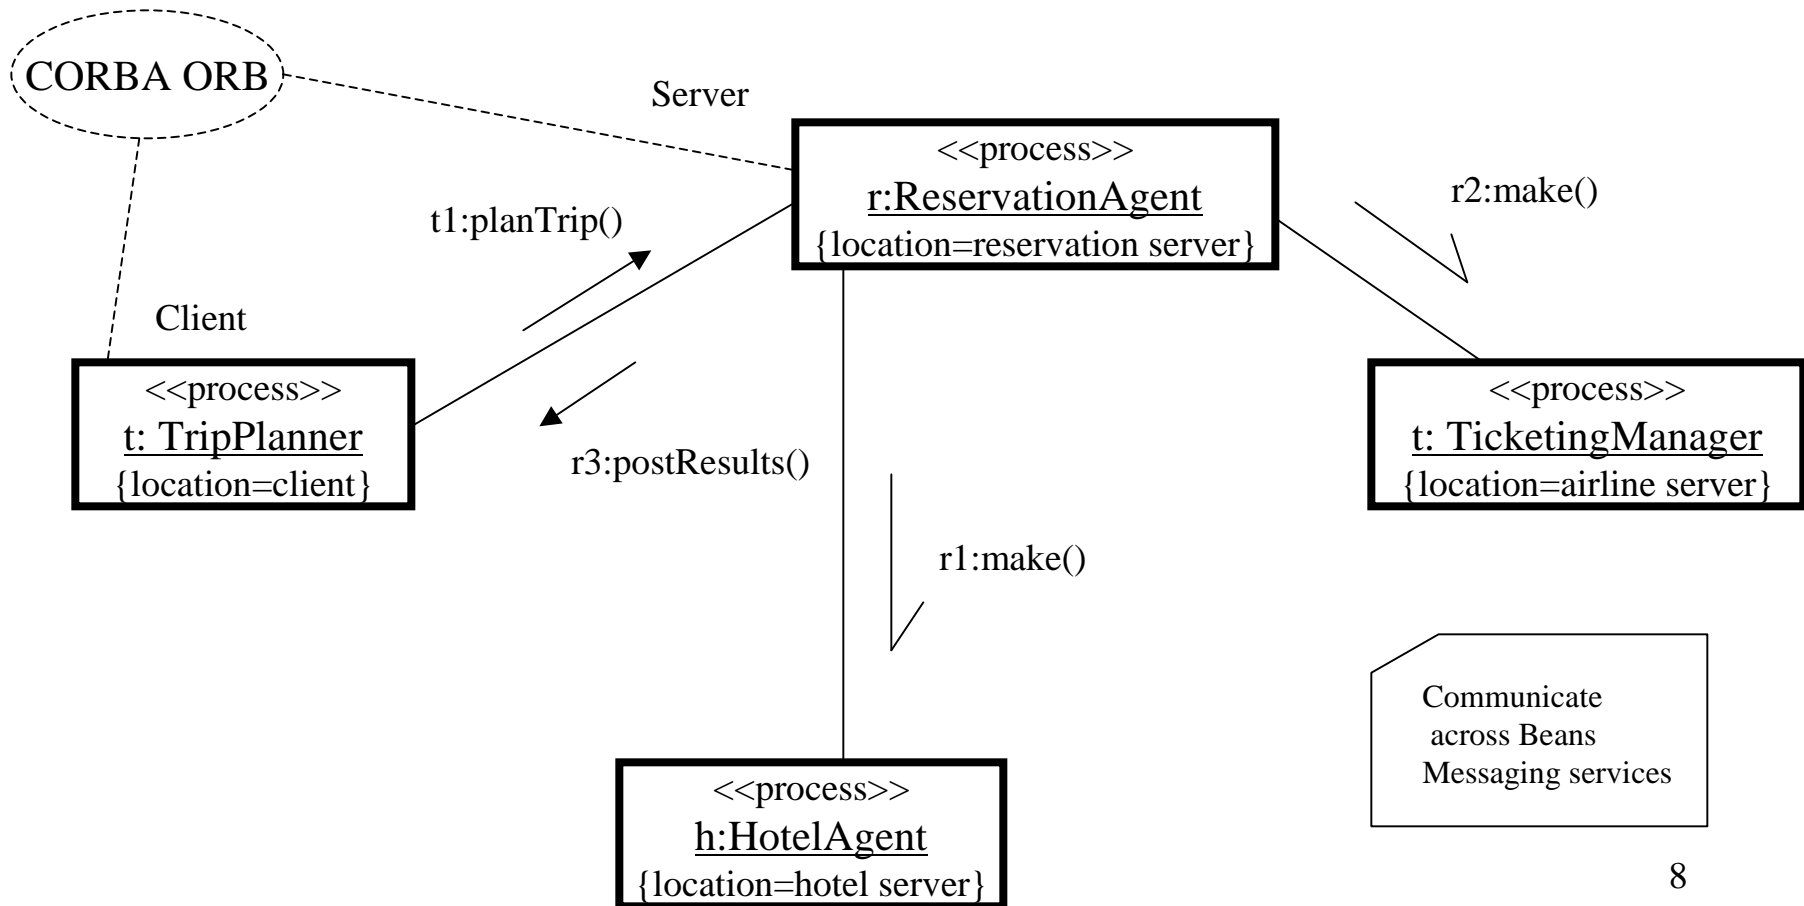 CORBA ORB
Server
<<process>>
r:ReservationAgent
{location=reservation server}
r2:make()
t1:planTrip()
Client
<<process>>
t: TripPlanner
{location=client}
r3:postResults()
<<process>>
t: TicketingManager
{location=airline server}
r1:make()
Communicate
across Beans
Messaging services
<<process>>
h:HotelAgent
{location=hotel server}
8